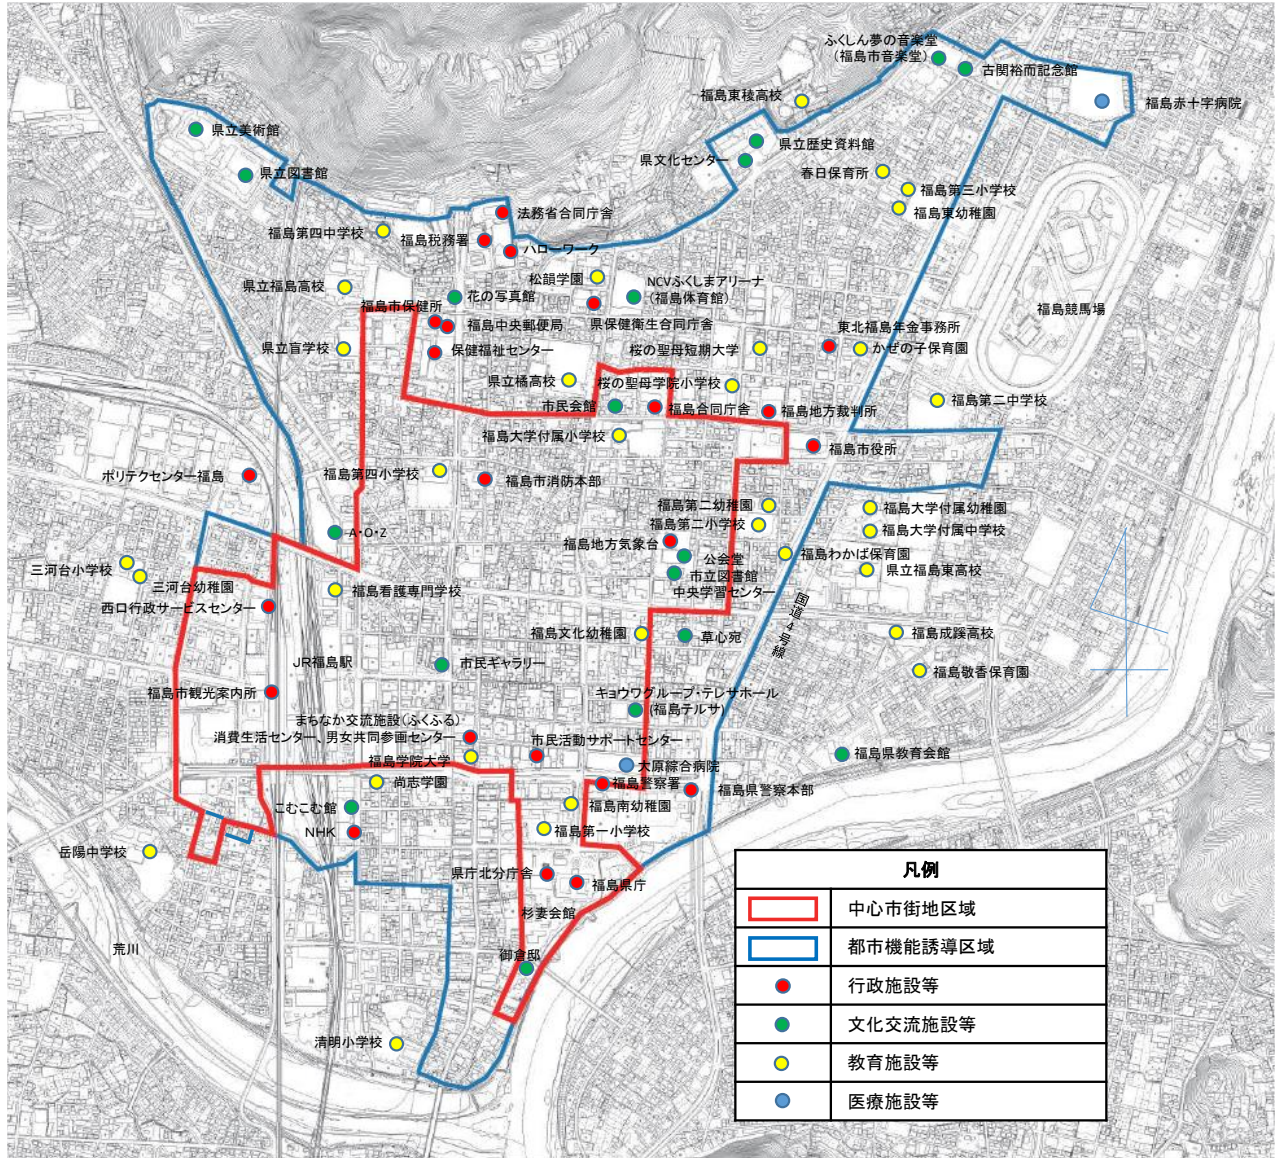 ふくしん夢の音楽堂
（福島市音楽堂）
古関裕而記念館
福島東稜高校
福島赤十字病院
県立美術館
県立歴史資料館
県文化センター
県立図書館
春日保育所
福島第三小学校
福島東幼稚園
法務省合同庁舎
福島第四中学校
福島税務署
ハローワーク
松韻学園
NCVふくしまアリーナ
（福島体育館）
県立福島高校
花の写真館
福島市保健所
福島中央郵便局
県保健衛生合同庁舎
福島競馬場
東北福島年金事務所
県立盲学校
保健福祉センター
桜の聖母短期大学
かぜの子保育園
県立橘高校
桜の聖母学院小学校
市民会館
福島合同庁舎
福島地方裁判所
福島第二中学校
福島大学付属小学校
福島市役所
ポリテクセンター福島
福島第四小学校
福島市消防本部
福島第二幼稚園
福島大学付属幼稚園
福島第二小学校
A・O・Z
福島地方気象台
福島大学付属中学校
公会堂
福島わかば保育園
三河台小学校
市立図書館
県立福島東高校
三河台幼稚園
福島看護専門学校
中央学習センター
西口行政サービスセンター
国道4号線
福島文化幼稚園
草心苑
福島成蹊高校
JR福島駅
市民ギャラリー
福島敬香保育園
福島市観光案内所
キョウワグループ・テレサホール
(福島テルサ)
まちなか交流施設（ふくふる）
消費生活センター、男女共同参画センター
市民活動サポートセンター
福島学院大学
大原綜合病院
福島県教育会館
尚志学園
福島警察署
福島県警察本部
こむこむ館
福島南幼稚園
NHK
福島第一小学校
岳陽中学校
県庁北分庁舎
福島県庁
杉妻会館
荒川
御倉邸
清明小学校
凡例
中心市街地区域
都市機能誘導区域
行政施設等
文化交流施設等
教育施設等
医療施設等